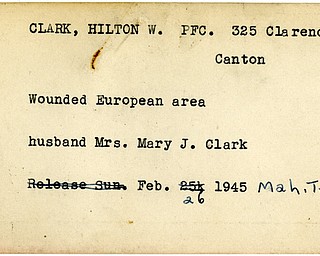 CLARK, HILTON W. PFC. 325 Clarenc
Canton
Wounded European area
husband Mrs. Mary J. Clark
Release Sun. Feb. 25k 1945 Mah. T.
26